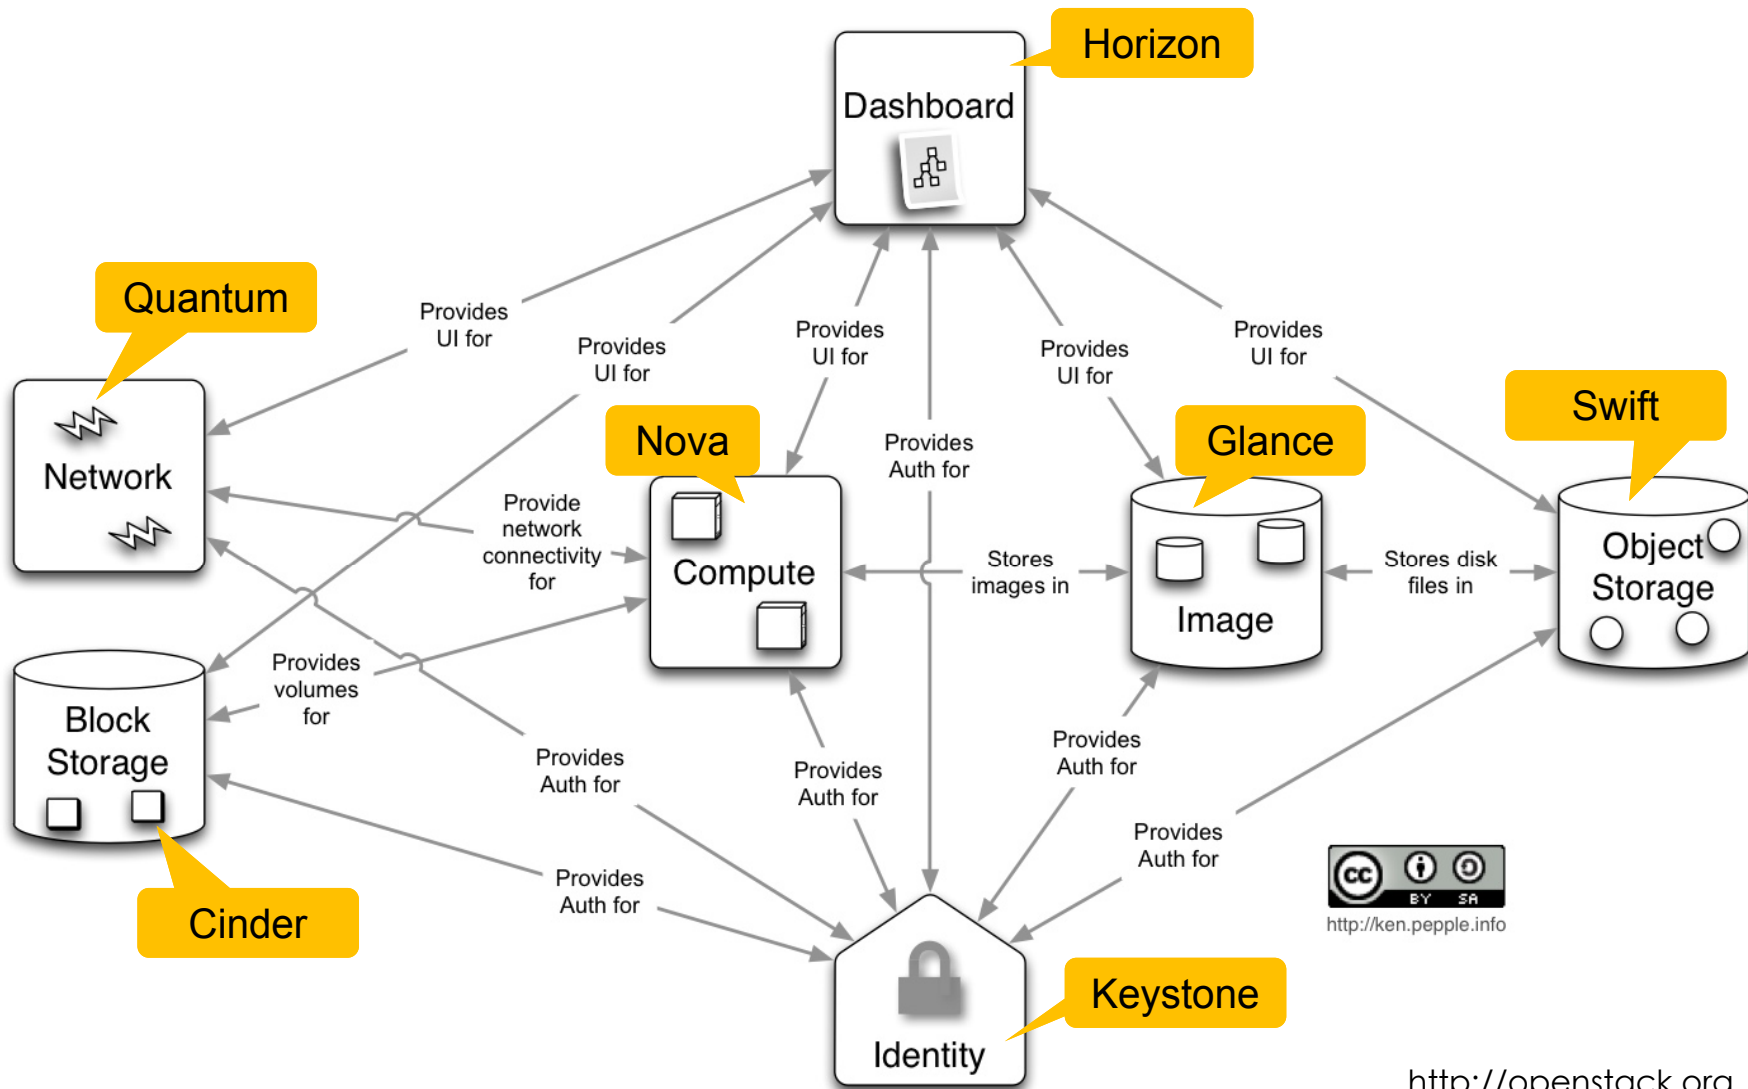 Horizon
Dashboard
Quantum
Provides
UI for
Provides
UI for
Provides
UI for
Provides
UI for
Provides
UI for
Swift
Nova
Glance
Provides
Auth for
Network
Provide
network
connectivity
for
Compute
Stores
images in
Image
Stores disk
files in
Object
Storage
Provides
volumes
for
Block
Storage
Provides
Auth for
Provides
Auth for
Provides
Auth for
Provides
Auth for
Provides
Auth for
Cinder
cc
BY SA
http://ken.pepple.info
Keystone
Identity
http://openstack.org